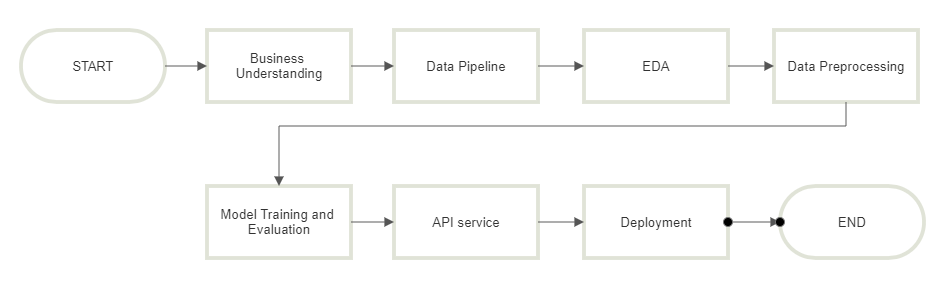 START
Business
Understanding
Data Pipeline
EDA
Data Preprocessing
Model Training and
Evaluation
API service
Deployment
END